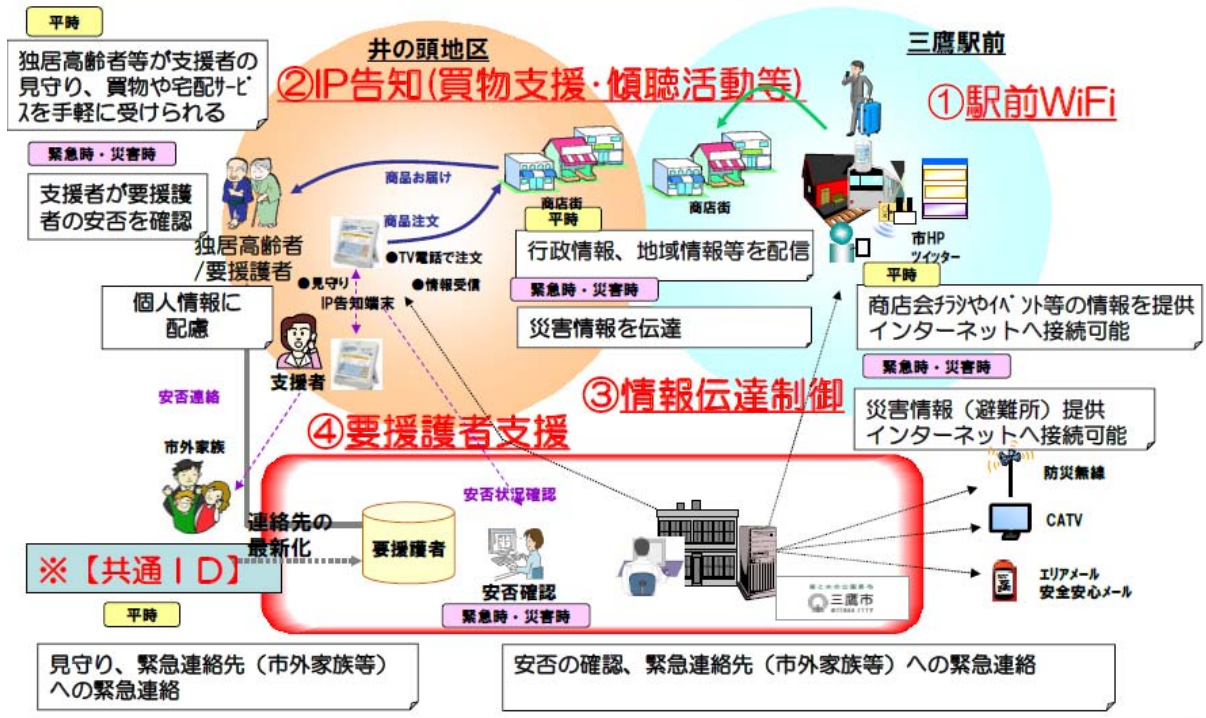 平時
独居高齢者等が支援者の
見守り、買物や宅配ｻｰﾋﾞ
ｽを手軽に受けられる
緊急時・災害時
支援者が要援護
者の安否を確認
井の頭地区
②IP告知(買物支援・傾聴活動等)
三鷹駅前
①駅前WiFi
商品お届け
商店街
商品注文
●TV電話で注文
●見守り
●情報受信
IP告知端末
独居高齢者
/要援護者
個人情報に
配慮
支援者
平時
行政情報、地域情報等を配信
緊急時・災害時
災害情報を伝達
商店街
市HP
ツイッター
平時
商店会ﾁﾗｼやｲﾍﾞﾝﾄ等の情報を提供
インターネットへ接続可能
緊急時・災害時
災害情報（避難所）提供
インターネットへ接続可能
③情報伝達制御
④要援護者支援
安否連絡
市外家族
連絡先の
最新化
※【共通ＩＤ】
要援護者
安否状況確認
安否確認
緊急時・災害時
三鷹市
MITAKA CITY
防災無線
CATV
エリアメール
安全安心メール
平時
見守り、緊急連絡先（市外家族等）
への緊急連絡
安否の確認、緊急連絡先（市外家族等）への緊急連絡